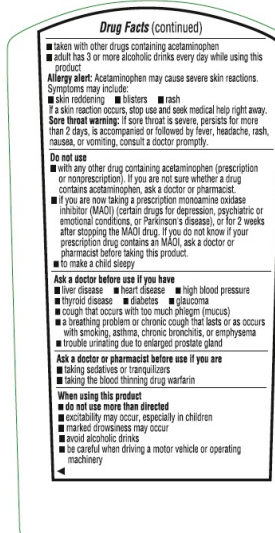 Drug Facts (continued)
■ taken with other drugs containing acetaminophen
■ adult has 3 or more alcoholic drinks every day while using this
product
Allergy alert: Acetaminophen may cause severe skin reactions.
Symptoms may include:
■ skin reddening ■ blisters ■ rash
If a skin reaction occurs, stop use and seek medical help right away.
Sore throat warning: If sore throat is severe, persists for more
than 2 days, is accompanied or followed by fever, headache, rash,
nausea, or vomiting, consult a doctor promptly.
Do not use
■ with any other drug containing acetaminophen (prescription
or nonprescription). If you are not sure whether a drug
contains acetaminophen, ask a doctor or pharmacist.
■ if you are now taking a prescription monoamine oxidase
inhibitor (MAOI) (certain drugs for depression, psychiatric or
emotional conditions, or Parkinson's disease), or for 2 weeks
after stopping the MAOI drug. If you do not know if your
prescription drug contains an MAOI, ask a doctor or
pharmacist before taking this product.
■ to make a child sleepy
Ask a doctor before use if you have
■ liver disease ■ heart disease ■ high blood pressure
■ thyroid disease ■ diabetes ■ glaucoma
■ cough that occurs with too much phlegm (mucus)
■ a breathing problem or chronic cough that lasts or as occurs
with smoking, asthma, chronic bronchitis, or emphysema
■ trouble urinating due to enlarged prostate gland
Ask a doctor or pharmacist before use if you are
■ taking sedatives or tranquilizers
■ taking the blood thinning drug warfarin
When using this product
■ do not use more than directed
■ excitability may occur, especially in children
■ marked drowsiness may occur
■ avoid alcoholic drinks
■ be careful when driving a motor vehicle or operating
machinery